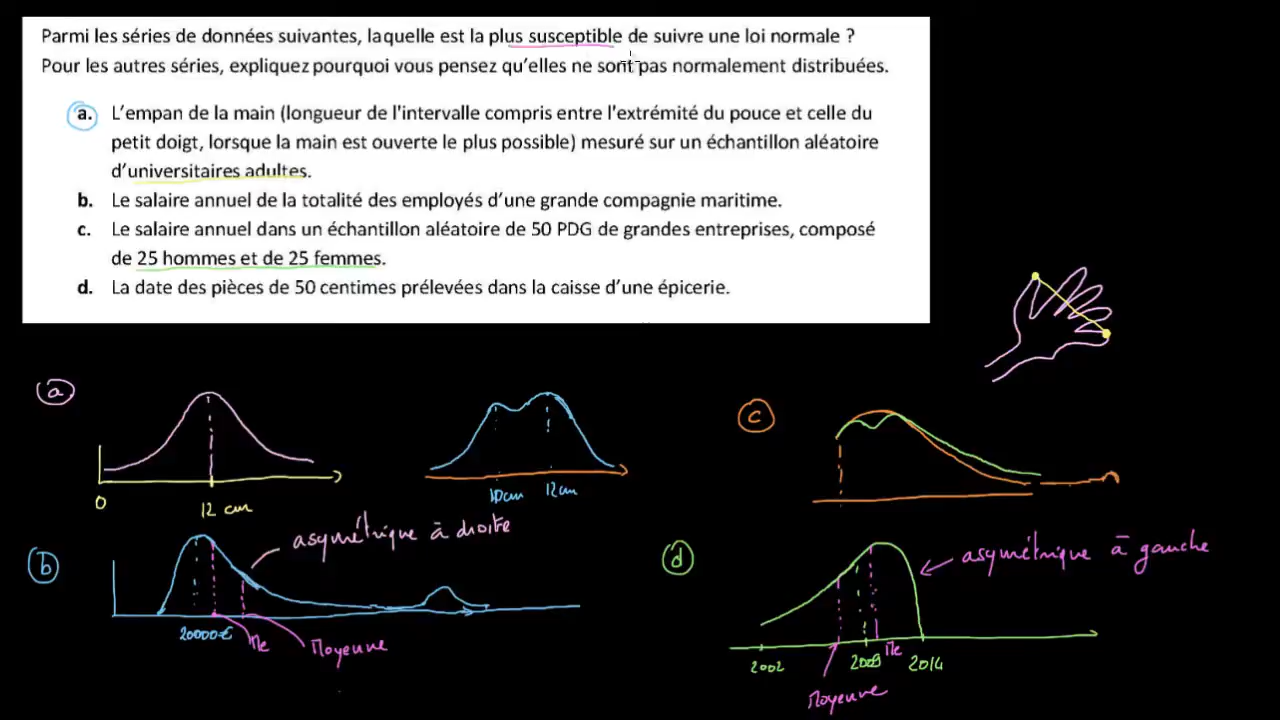 Parmi les séries de données suivantes, laquelle est la plus susceptible de suivre une loi normale ?
Pour les autres séries, expliquez pourquoi vous pensez qu'elles ne sont pas normalement distribuées.
a. L'empan de la main (longueur de l'intervalle compris entre l'extrémité du pouce et celle du
petit doigt, lorsque la main est ouverte le plus possible) mesuré sur un échantillon aléatoire
d'universitaires adultes.
b. Le salaire annuel de la totalité des employés d'une grande compagnie maritime.
c. Le salaire annuel dans un échantillon aléatoire de 50 PDG de grandes entreprises, composé
de 25 hommes et de 25 femmes.
d. La date des pièces de 50 centimes prélevées dans la caisse d'une épicerie.
a
0
12 cm
10cm
12cm
c
b
asymétrique à droite
20000€
Me
Moyenne
d
asymétrique à gauche
2002
2009
Me
2014
Moyenne